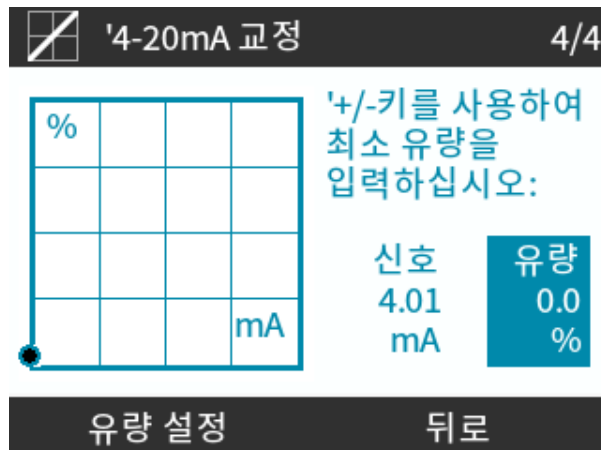 '4-20mA 교정 4/4
%
mA
'+/-키를 사용하여
최소 유량을
입력하십시오:
신호 유량
4.01 0.0
mA %
유량 설정 뒤로